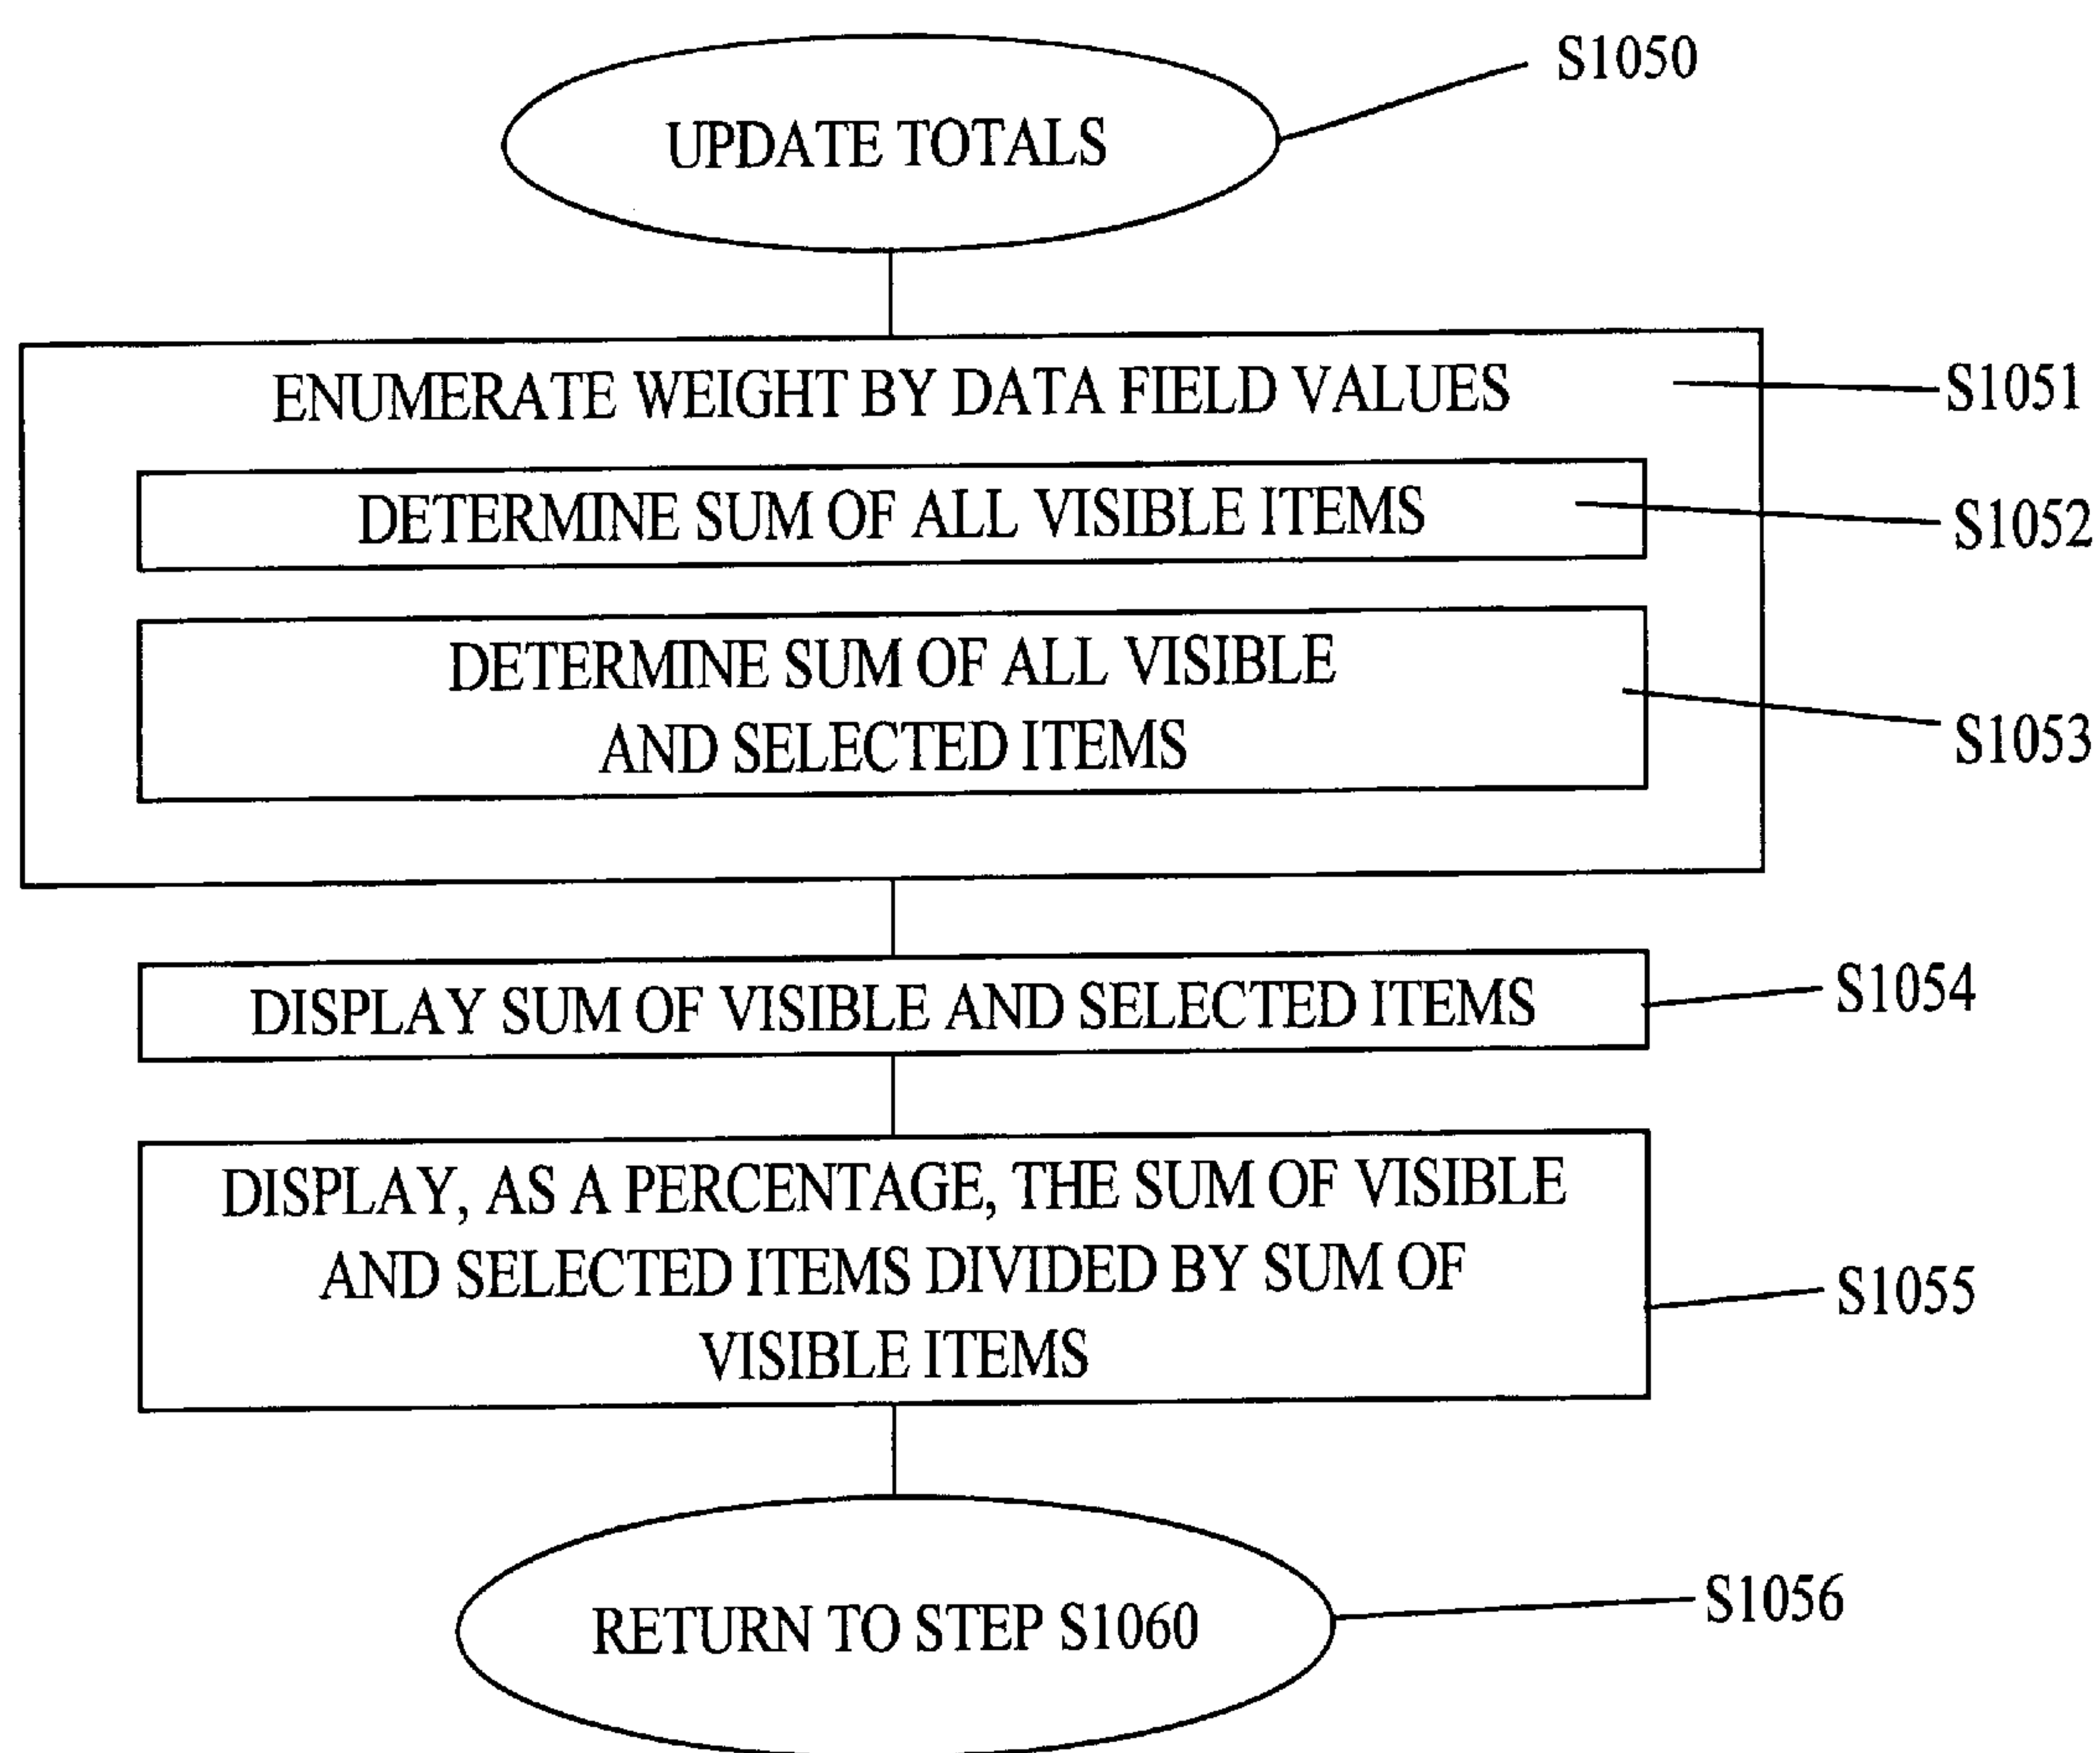 S1050
UPDATE TOTALS
ENUMERATE WEIGHT BY DATA FIELD VALUES
S1051
DETERMINE SUM OF ALL VISIBLE ITEMS
S1052
DETERMINE SUM OF ALL VISIBLE
AND SELECTED ITEMS
S1053
DISPLAY SUM OF VISIBLE AND SELECTED ITEMS
S1054
DISPLAY, AS A PERCENTAGE, THE SUM OF VISIBLE
AND SELECTED ITEMS DIVIDED BY SUM OF
VISIBLE ITEMS
S1055
RETURN TO STEP S1060
S1056